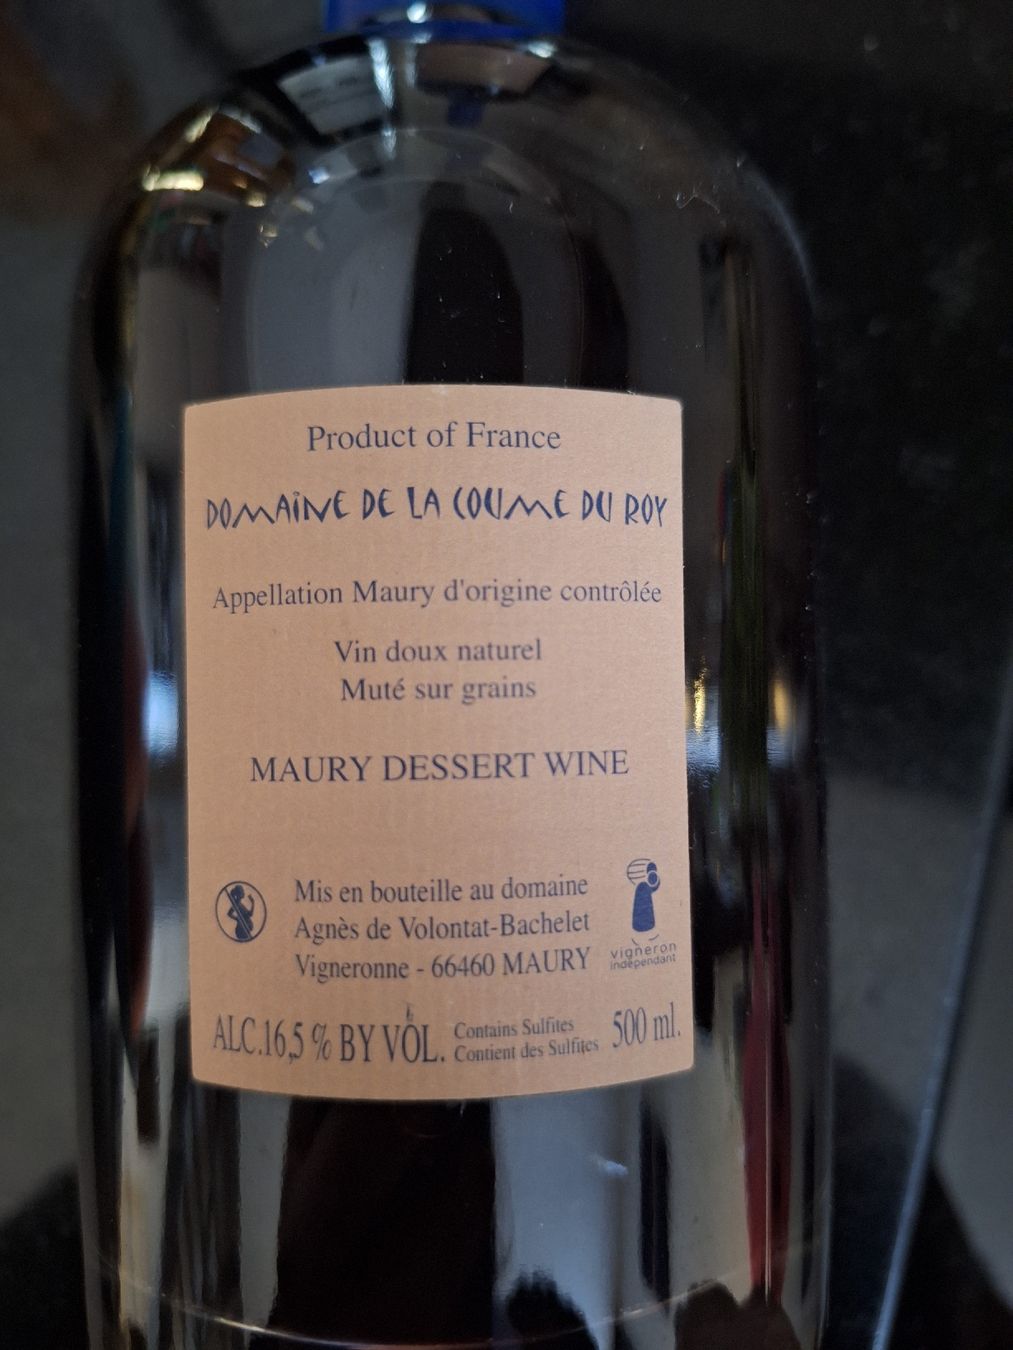 Product of France
DOMAINE DE LA COUME DU ROY
Appellation Maury d'origine contrôlée
Vin doux naturel
Muté sur grains
MAURY DESSERT WINE
Mis en bouteille au domaine
Agnès de Volontat-Bachelet
Vigneronne - 66460 MAURY
vigneron
indépendant
ALC.16,5 % BY VOL.
Contains Sulfites
Contient des Sulfites
500 ml.